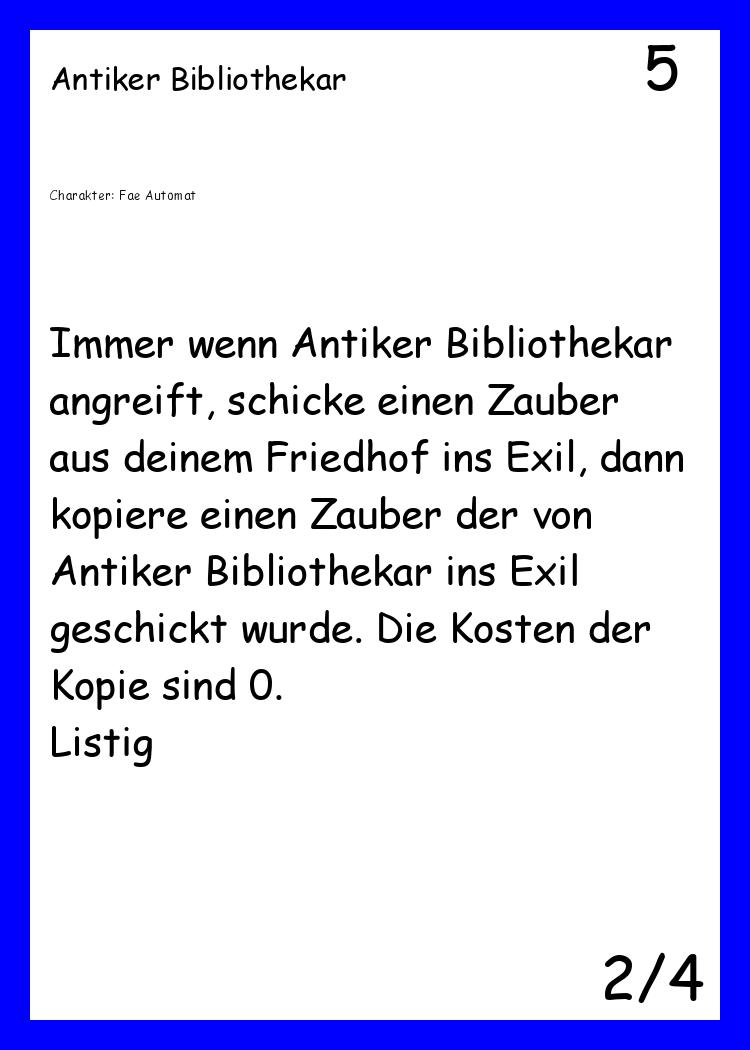 Antiker Bibliothekar
5
Charakter: Fae Automat
Immer wenn Antiker Bibliothekar
angreift, schicke einen Zauber
aus deinem Friedhof ins Exil, dann
kopiere einen Zauber der von
Antiker Bibliothekar ins Exil
geschickt wurde. Die Kosten der
Kopie sind 0.
Listig
2/4